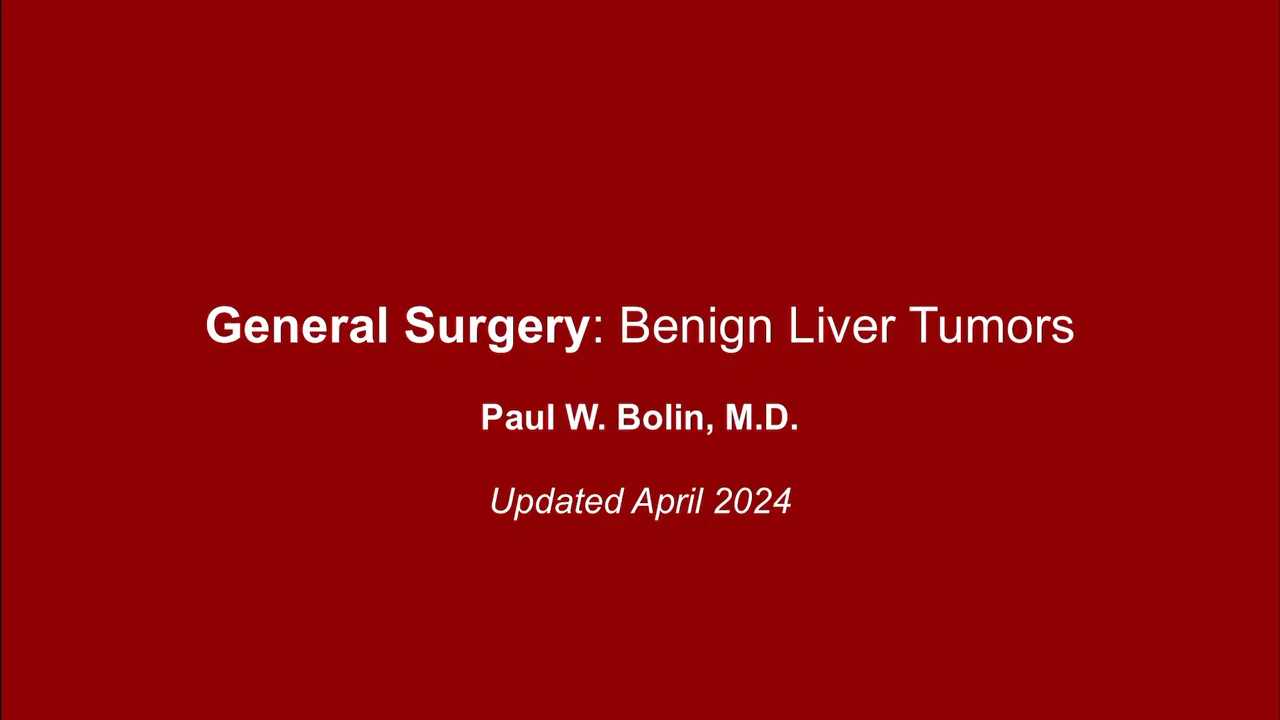 General Surgery: Benign Liver Tumors
Paul W. Bolin, M.D.
Updated April 2024